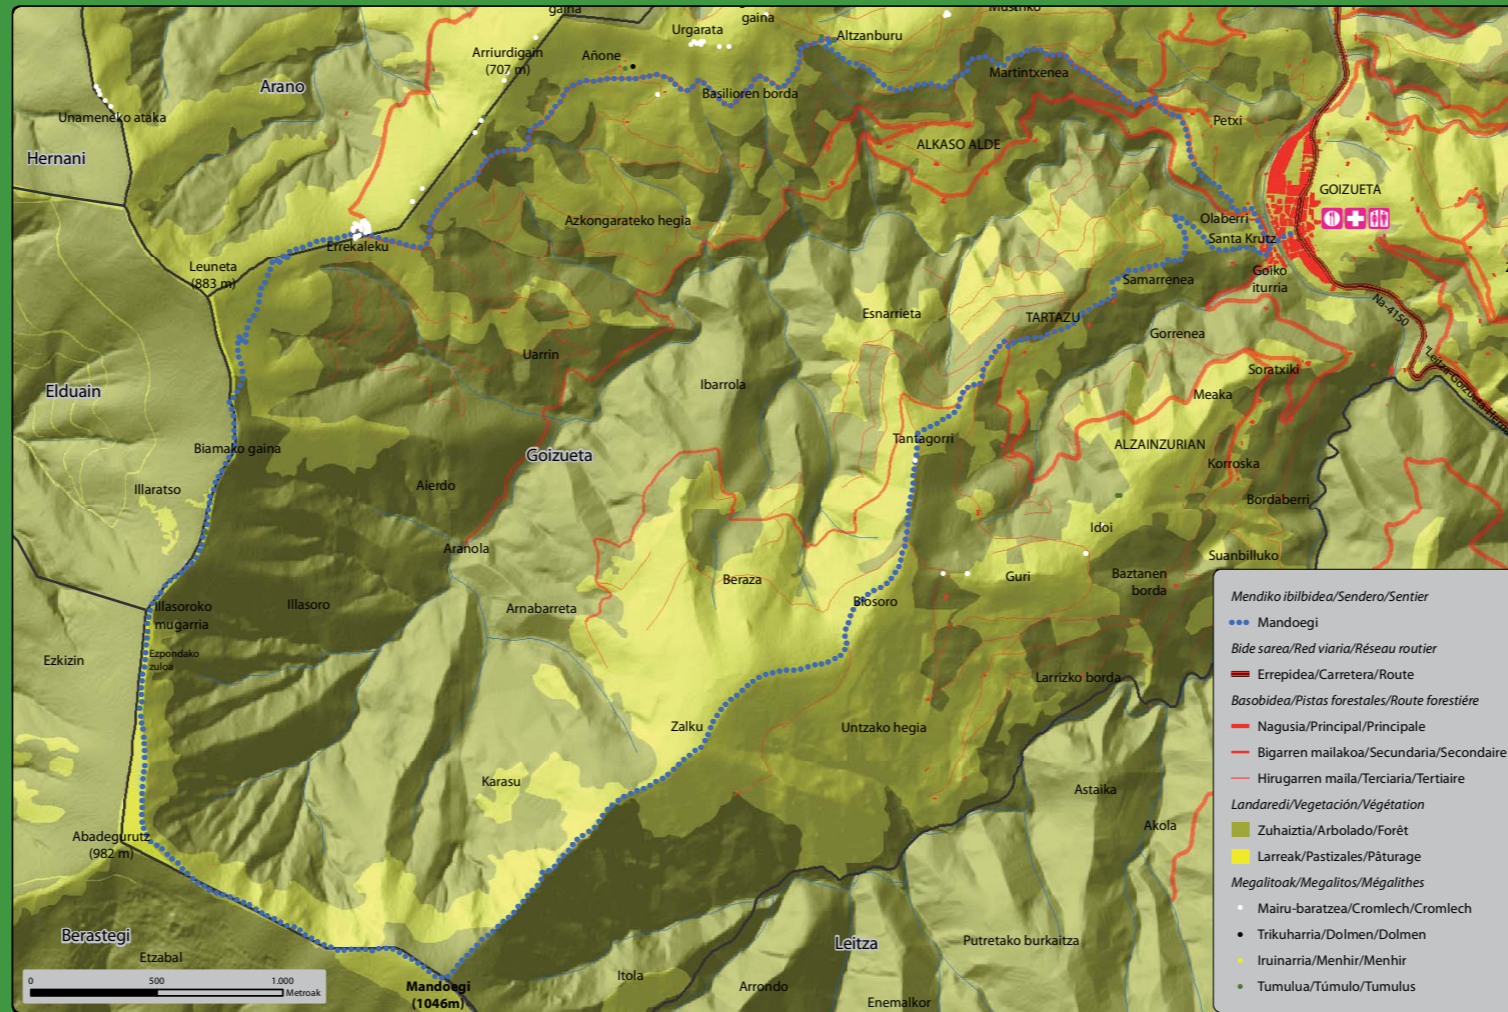 gaina
gaina
Mustriko
Urgarata
Altzanburu
Arriurdigain
(707 m)
Añone
Arano
Basilioren borda
Martintxenea
Unameneko ataka
Petxi
Hernani
ALKASO ALDE
GOIZUETA
Azkongarateko hegia
Olaberri
Santa Krutz
Errekaleku
Leuneta
(883 m)
Goiko
iturria
Samarrenea
Na-4150
Esnarrieta
TARTAZU
Gorrenea
Uarrin
"Leitza-Goizueta-Herna
Elduain
Ibarrola
Soratxiki
Meaka
Biamako gaina
Goizueta
Tantagorri
ALZAINZURIAN
Korroska
Illaratso
Aierdo
Bordaberri
Idoi
Aranola
Suanbilluko
Beraza
Guri
Baztanen
borda
Illasoroko
mugarria
Illasoro
Arnabarreta
Biosoro
Ezkizin
Ezpondako
zuloa
Larrizko borda
Zalku
Untzako hegia
Karasu
Astaika
Akola
Abadegurutz
(982 m)
Berastegi
Etzabal
Leitza
Putretako burkaitza
Itola
Arrondo
Enemalkor
Mandoegi
(1046m)
0
500
1.000
Metroak
Mendiko ibilbidea/Sendero/Sentier
Mandoegi
Bide sarea/Red viaria/Réseau routier
Errepidea/Carretera/Route
Basobidea/Pistas forestales/Route forestiére
Nagusia/Principal/Principale
Bigarren mailakoa/Secundaria/Secondaire
Hirugarren maila/Terciaria/Tertiaire
Landaredi/Vegetación/Végétation
Zuhaiztia/Arbolado/Forêt
Larreak/Pastizales/Pâturage
Megalitoak/Megalitos/Mégalithes
Mairu-baratzea/Cromlech/Cromlech
Trikuharria/Dolmen/Dolmen
Iruinarria/Menhir/Menhir
Tumulua/Túmulo/Tumulus